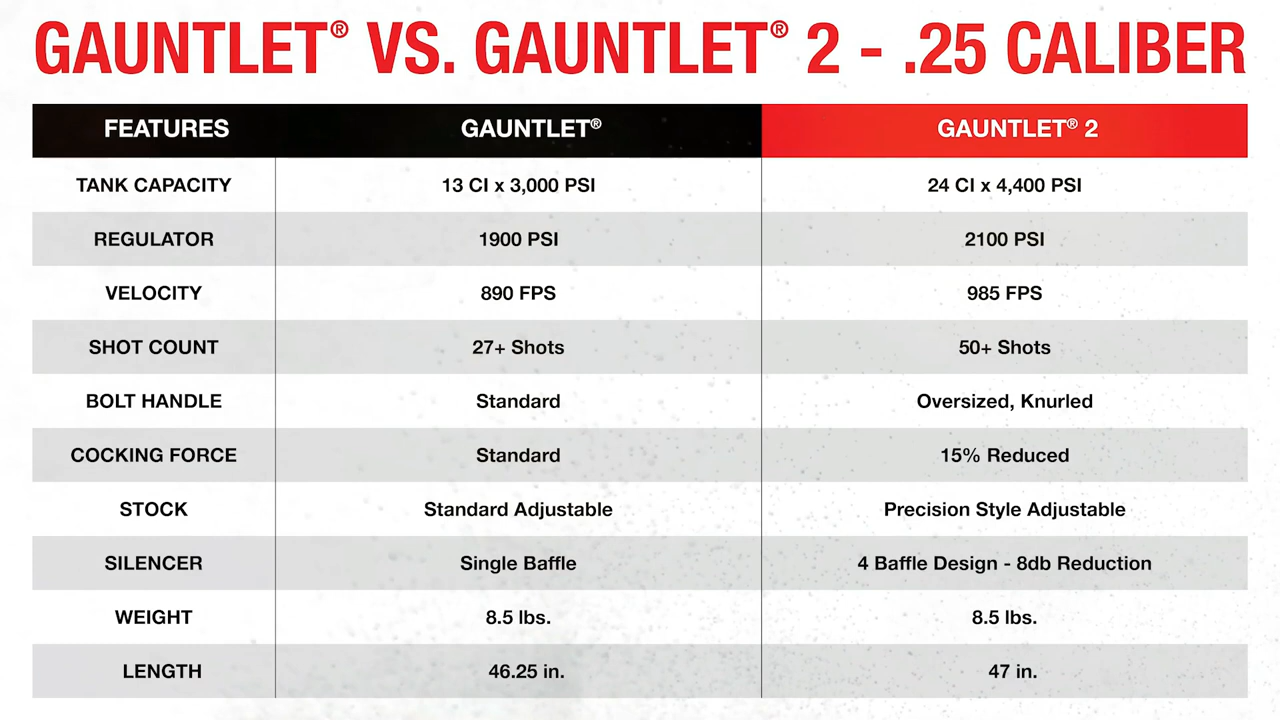 GAUNTLET® VS. GAUNTLET® 2 - .25 CALIBER
FEATURES GAUNTLET® GAUNTLET® 2
TANK CAPACITY 13 CI x 3,000 PSI 24 CI x 4,400 PSI
REGULATOR 1900 PSI 2100 PSI
VELOCITY 890 FPS 985 FPS
SHOT COUNT 27+ Shots 50+ Shots
BOLT HANDLE Standard Oversized, Knurled
COCKING FORCE Standard 15% Reduced
STOCK Standard Adjustable Precision Style Adjustable
SILENCER Single Baffle 4 Baffle Design - 8db Reduction
WEIGHT 8.5 lbs. 8.5 lbs.
LENGTH 46.25 in. 47 in.